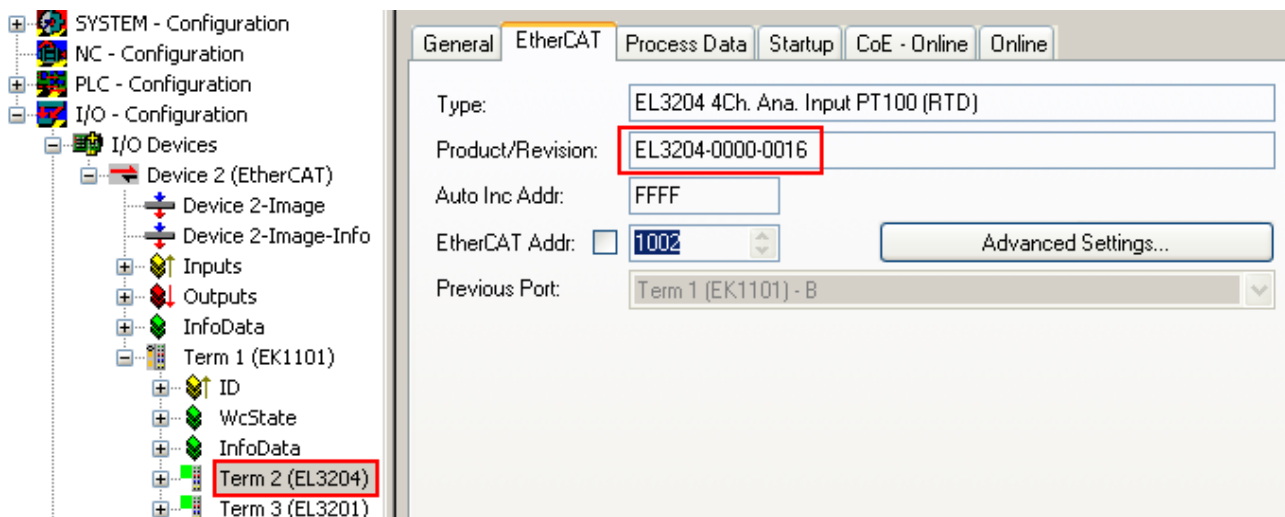 SYSTEM - Configuration
NC - Configuration
PLC - Configuration
I/O - Configuration
I/O Devices
Device 2 (EtherCAT)
Device 2-Image
Device 2-Image-Info
Inputs
Outputs
InfoData
Term 1 (EK1101)
ID
WcState
InfoData
Term 2 (EL3204)
Term 3 (EL3201)
General EtherCAT Process Data Startup CoE - Online Online
Type: EL3204 4Ch. Ana. Input PT100 (RTD)
Product/Revision: EL3204-0000-0016
Auto Inc Addr: FFFF
EtherCAT Addr: 1002 Advanced Settings...
Previous Port: Term 1 (EK1101) - B